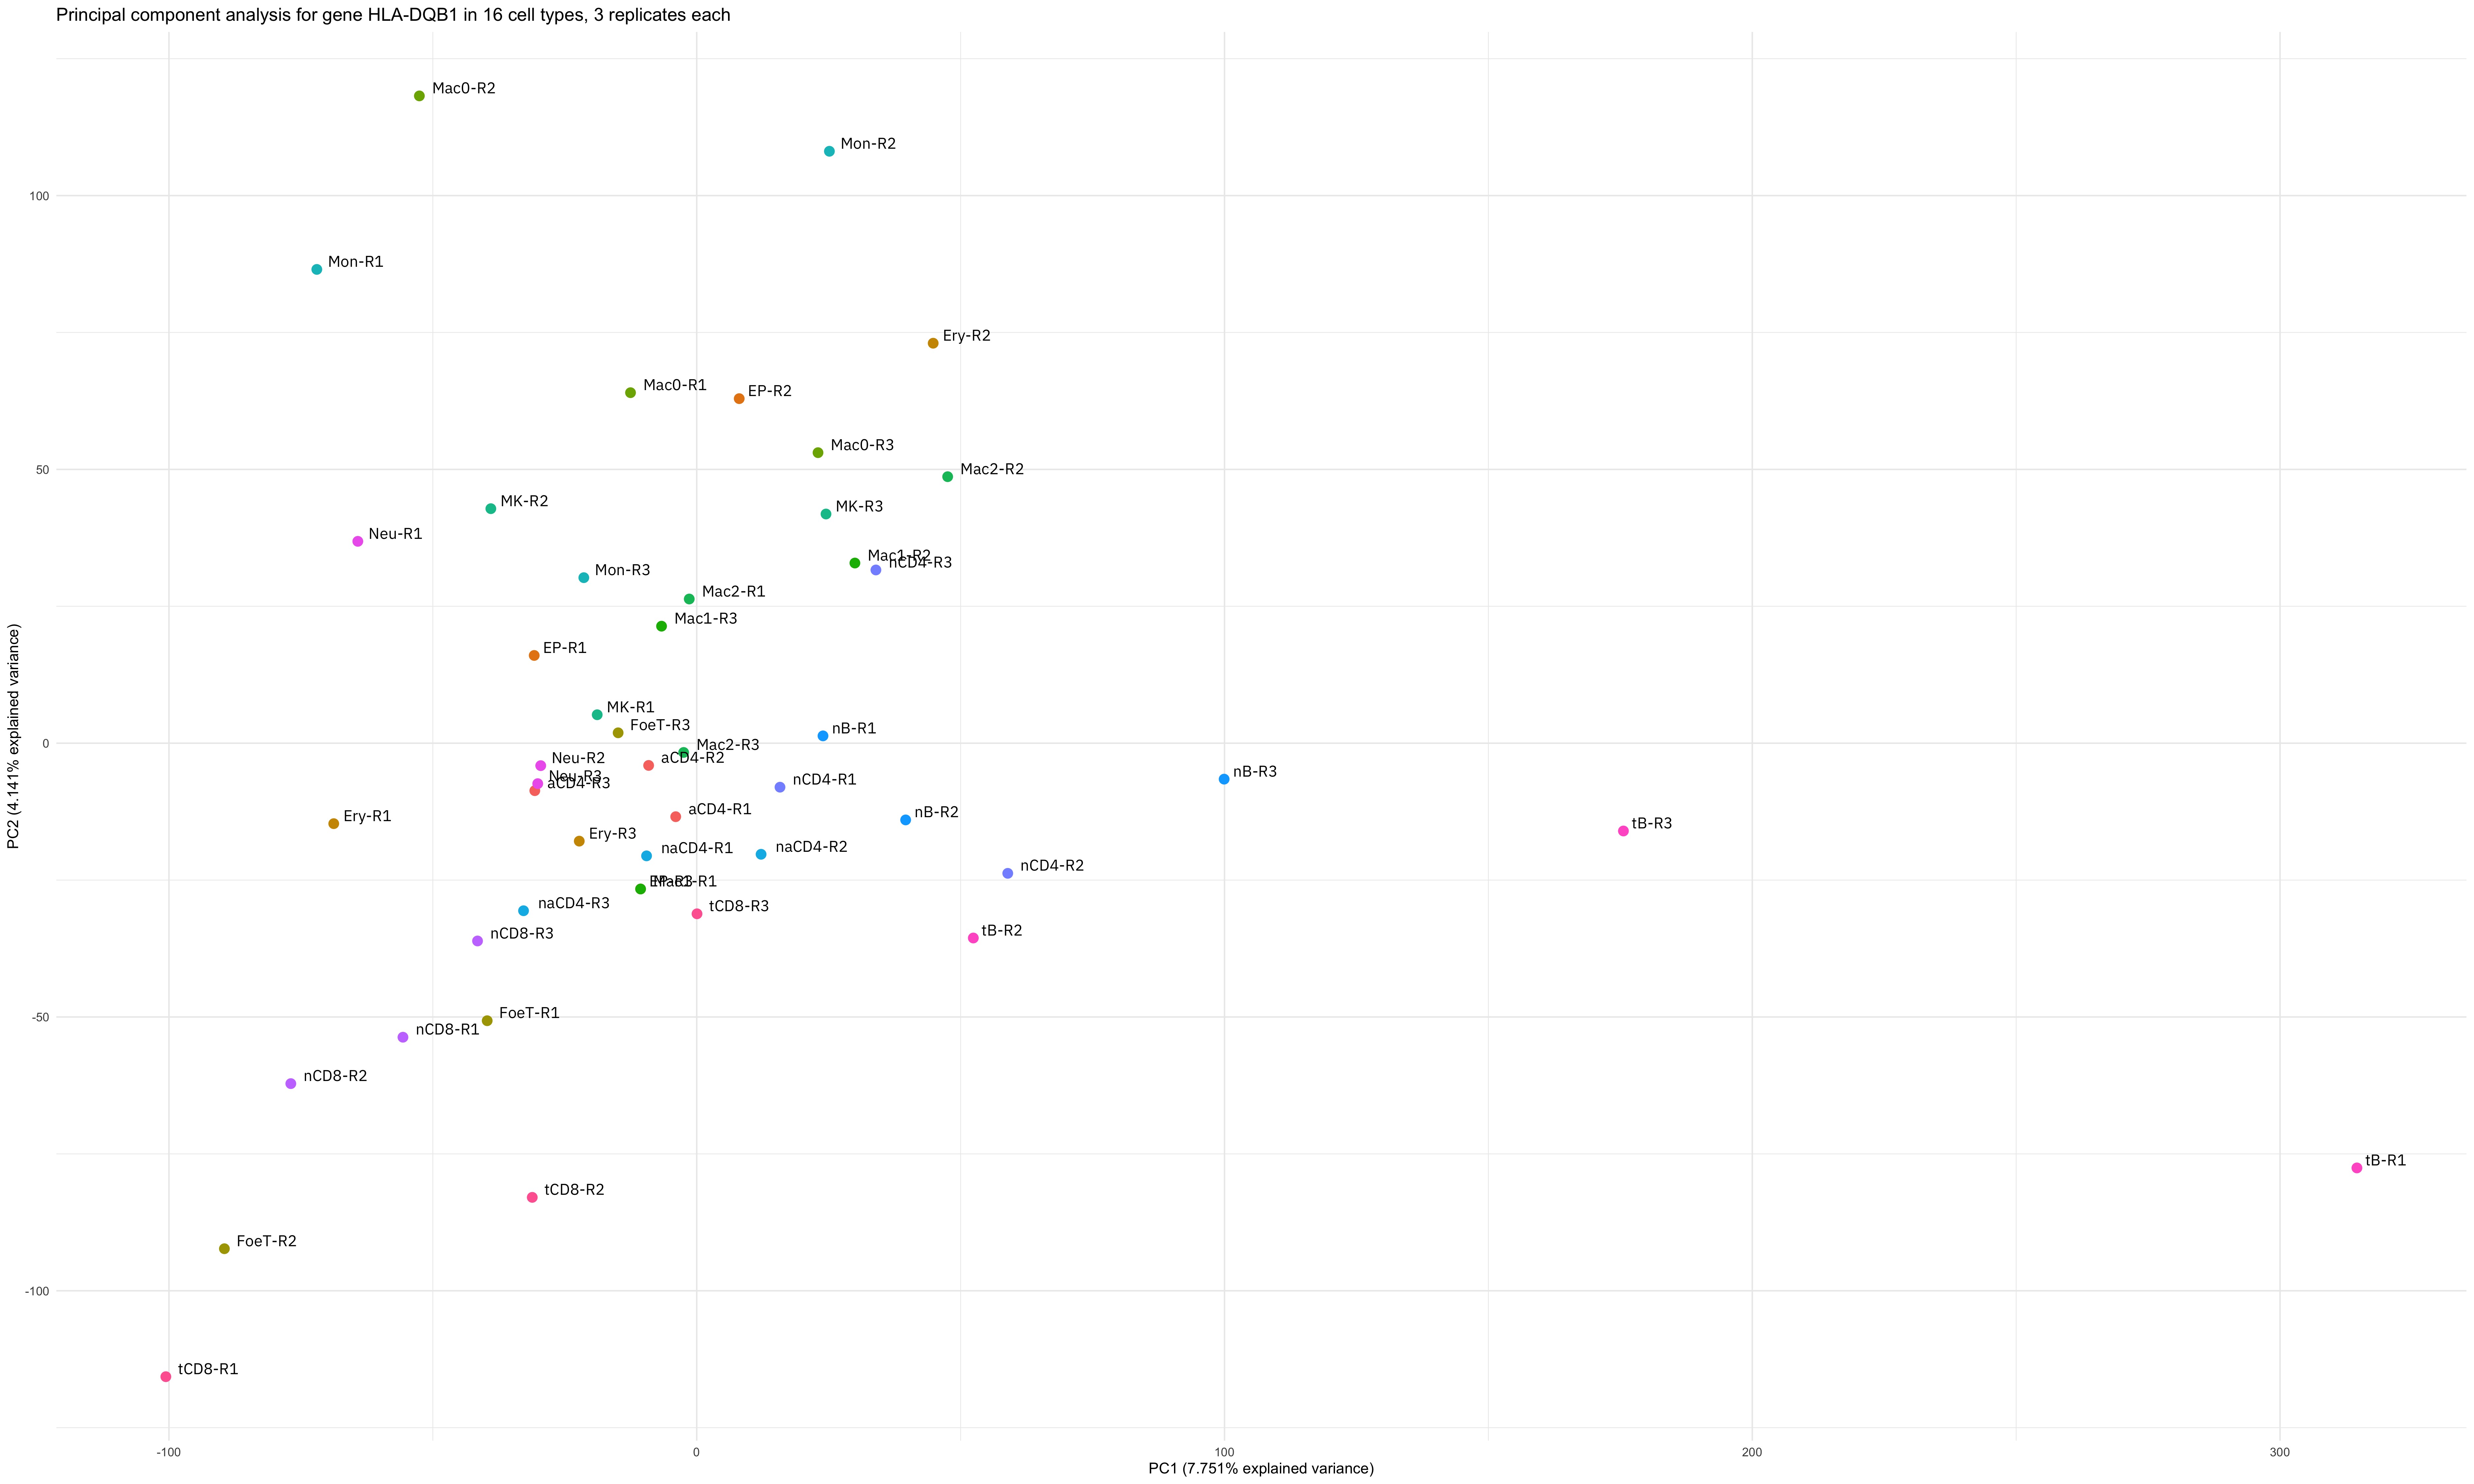 Principal component analysis for gene HLA-DQB1 in 16 cell types, 3 replicates each
Mac0-R2
Mon-R2
100
Mon-R1
Ery-R2
Mac0-R1
EP-R2
Mac0-R3
50
Mac2-R2
MK-R2
MK-R3
Neu-R1
Mac1-R2
nCD4-R3
Mon-R3
Mac2-R1
Mac1-R3
EP-R1
MK-R1
FoeT-R3
nB-R1
0
Mac2-R3
Neu-R2
aCD4-R2
nB-R3
Neu-R3
nCD4-R1
aCD4-R3
aCD4-R1
nB-R2
Ery-R1
tB-R3
Ery-R3
naCD4-R1
naCD4-R2
nCD4-R2
EP-R3
Mac1-R1
naCD4-R3
tCD8-R3
tB-R2
nCD8-R3
-50
FoeT-R1
nCD8-R1
nCD8-R2
tB-R1
tCD8-R2
FoeT-R2
-100
tCD8-R1
PC2 (4.141% explained variance)
-100
0
100
200
300
PC1 (7.751% explained variance)